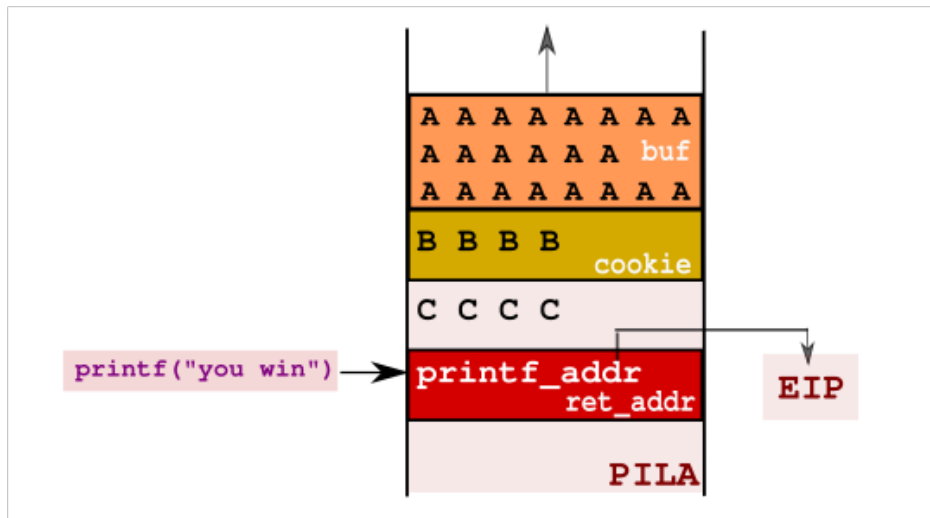 A A A A A A A A
A A A A A A buf
A A A A A A A A
B B B B
cookie
C C C C
printf("you win")
printf_addr
ret_addr
EIP
PILA